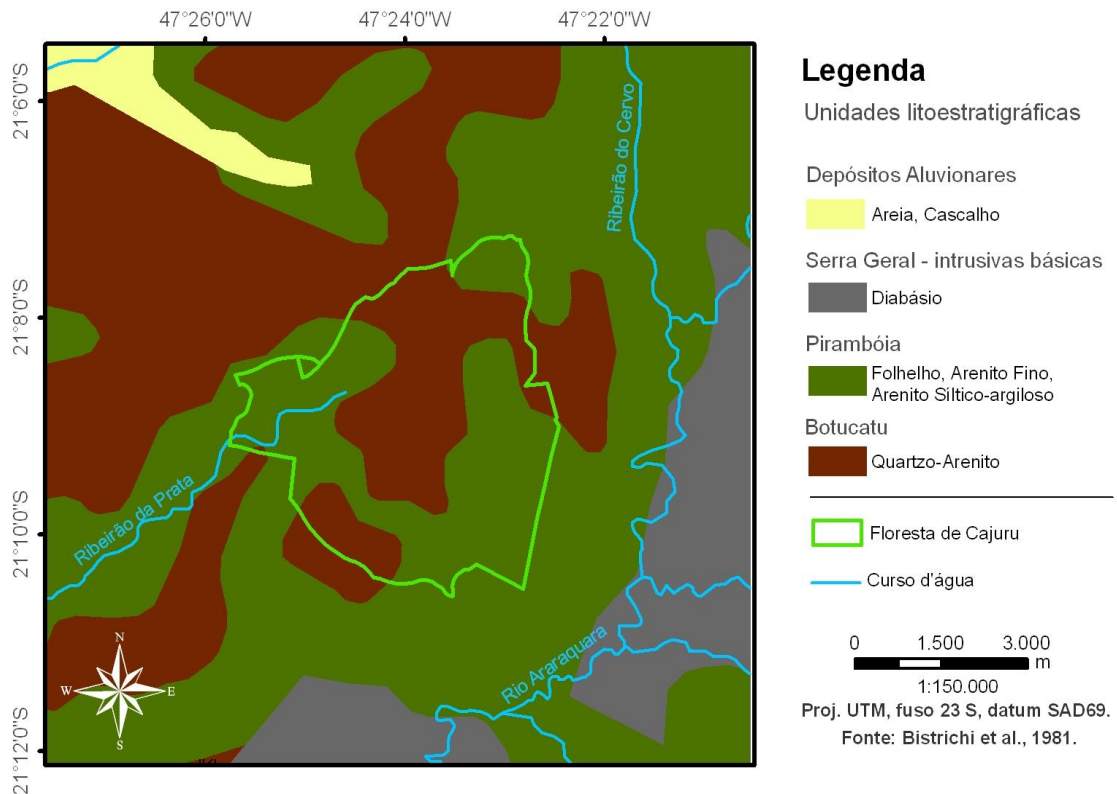 47°26'0"W
47°24'0"W
47°22'0"W
21°6'0"S
21°8'0"S
21°10'0"S
21°12'0"S
Ribeirão do Cervo
Ribeirão da Prata
Rio Araraquara
N
W
E
S
Legenda
Unidades litoestratigráficas
Depósitos Aluvionares
Areia, Cascalho
Serra Geral - intrusivas básicas
Diabásio
Pirambóia
Folhelho, Arenito Fino,
Arenito Síltico-argiloso
Botucatu
Quartzo-Arenito
Floresta de Cajuru
Curso d'água
0 1.500 3.000
m
1:150.000
Proj. UTM, fuso 23 S, datum SAD69.
Fonte: Bistrichi et al., 1981.